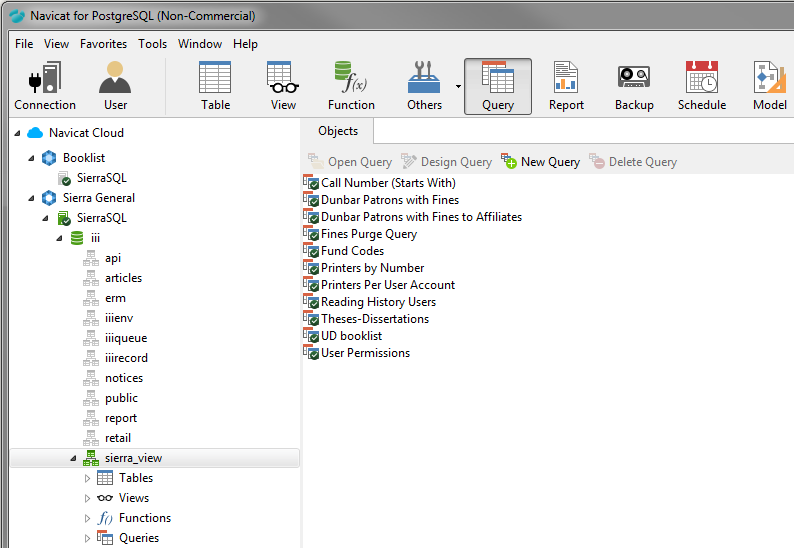 Navicat for PostgreSQL (Non-Commercial)
File View Favorites Tools Window Help
Connection User Table View Function Others Query Report Backup Schedule Model
Navicat Cloud
Booklist
SierraSQL
Sierra General
SierraSQL
iii
api
articles
erm
iiienv
iiiqueue
iiirecord
notices
public
report
retail
sierra_view
Tables
Views
Functions
Queries
Objects
Open Query Design Query New Query Delete Query
Call Number (Starts With)
Dunbar Patrons with Fines
Dunbar Patrons with Fines to Affiliates
Fines Purge Query
Fund Codes
Printers by Number
Printers Per User Account
Reading History Users
Theses-Dissertations
UD booklist
User Permissions